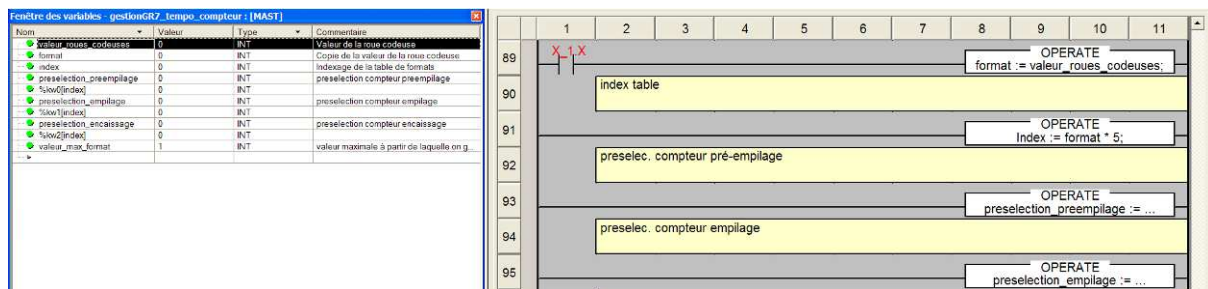 Fenêtre des variables - gestionGR7_tempo_compteur : [MAST]
Nom Valeur Type Commentaire
valeur_roues_codeuses 0 INT Valeur de la roue codeuse
format 0 INT Copie de la valeur de la roue codeuse
index 0 INT Indexage de la table de formats
preselection_preempilage 0 INT preselection compteur preempilage
%kw0[index] 0 INT
preselection_empilage 0 INT preselection compteur empilage
%kw1[index] 0 INT
preselection_encaissage 0 INT preselection compteur encaissage
%kw2[index] 0 INT
valeur_max_format 1 INT valeur maximale à partir de laquelle on g...
1 2 3 4 5 6 7 8 9 10 11
89 X_1.X OPERATE
format := valeur_roues_codeuses;
90 index table
91 OPERATE
Index := format * 5;
92 preselec. compteur pré-empilage
93 OPERATE
preselection_preempilage := ...
94 preselec. compteur empilage
95 OPERATE
preselection_empilage := ...